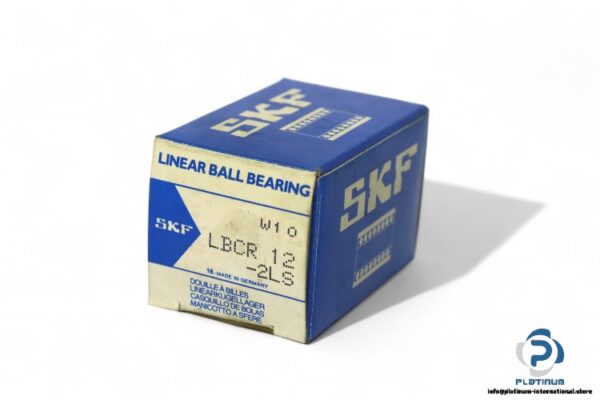 SKF
LINEAR BALL BEARING
SKF
SKF
W10
LBCR 12
-2LS
18 - MADE IN GERMANY
DOUILLE À BILLES
LINEARKUGELLAGER
CASQUILLO DE BOLAS
MANICOTTO A SFERE
PLATINUM
info@platinum-international.store